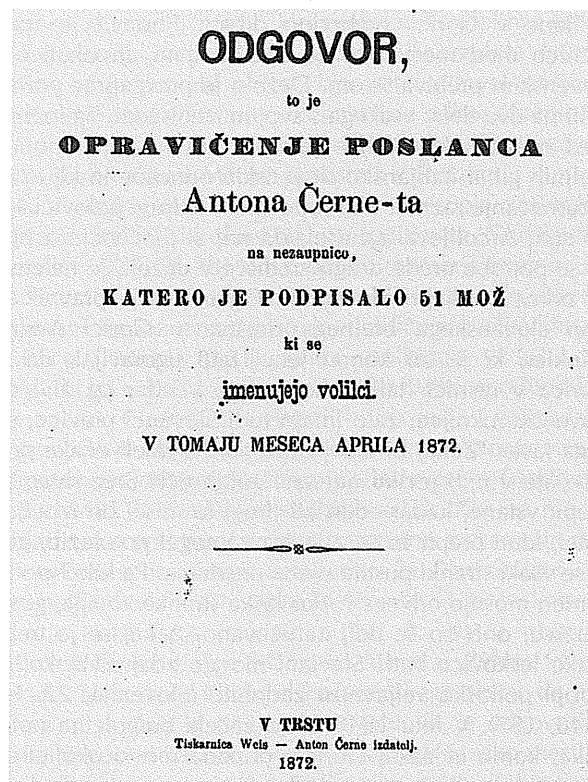 ODGOVOR,
to je
OPRAVIČENJE POSLANCA
Antona Černe-ta
na nezaupnico,
KATERO JE PODPISALO 51 MOŽ
ki se
imenujejo volilci.
V TOMAJU MESECA APRILA 1872.
V TRSTU
Tiskarnica Weis — Anton Černe izdatelj.
1872.